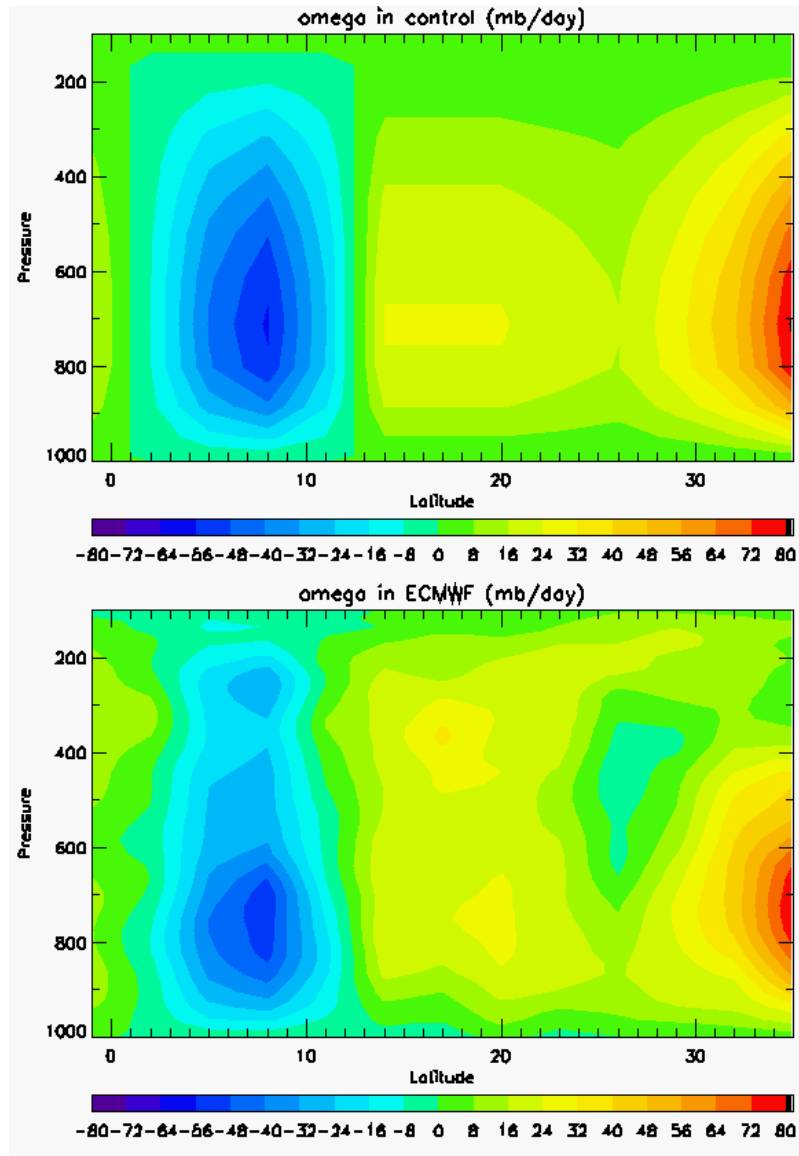 omega in control (mb/day)
200
400
600
800
1000
Pressure
0 10 20 30
Latitude
-80-72-64-56-48-40-32-24-16-8 0 8 16 24 32 40 48 56 64 72 80
omega in ECMWF (mb/day)
200
400
600
800
1000
Pressure
0 10 20 30
Latitude
-80-72-64-56-48-40-32-24-16-8 0 8 16 24 32 40 48 56 64 72 80